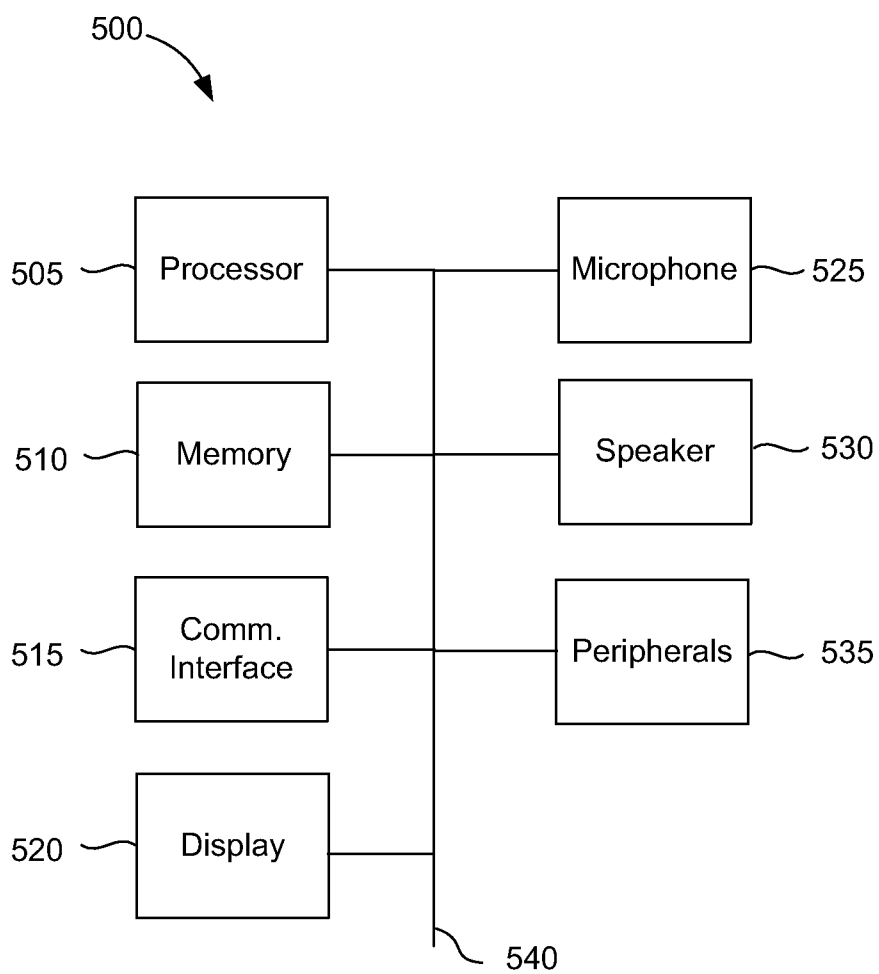 500
505
Processor
Microphone
525
510
Memory
Speaker
530
515
Comm.
Interface
Peripherals
535
520
Display
540